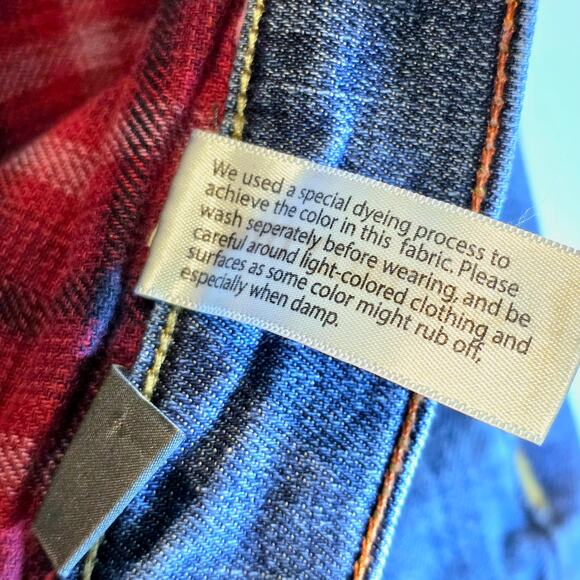 We used a special dyeing process to
achieve the color in this fabric. Please
wash seperately before wearing, and be
careful around light-colored clothing and
surfaces as some color might rub off,
especially when damp.